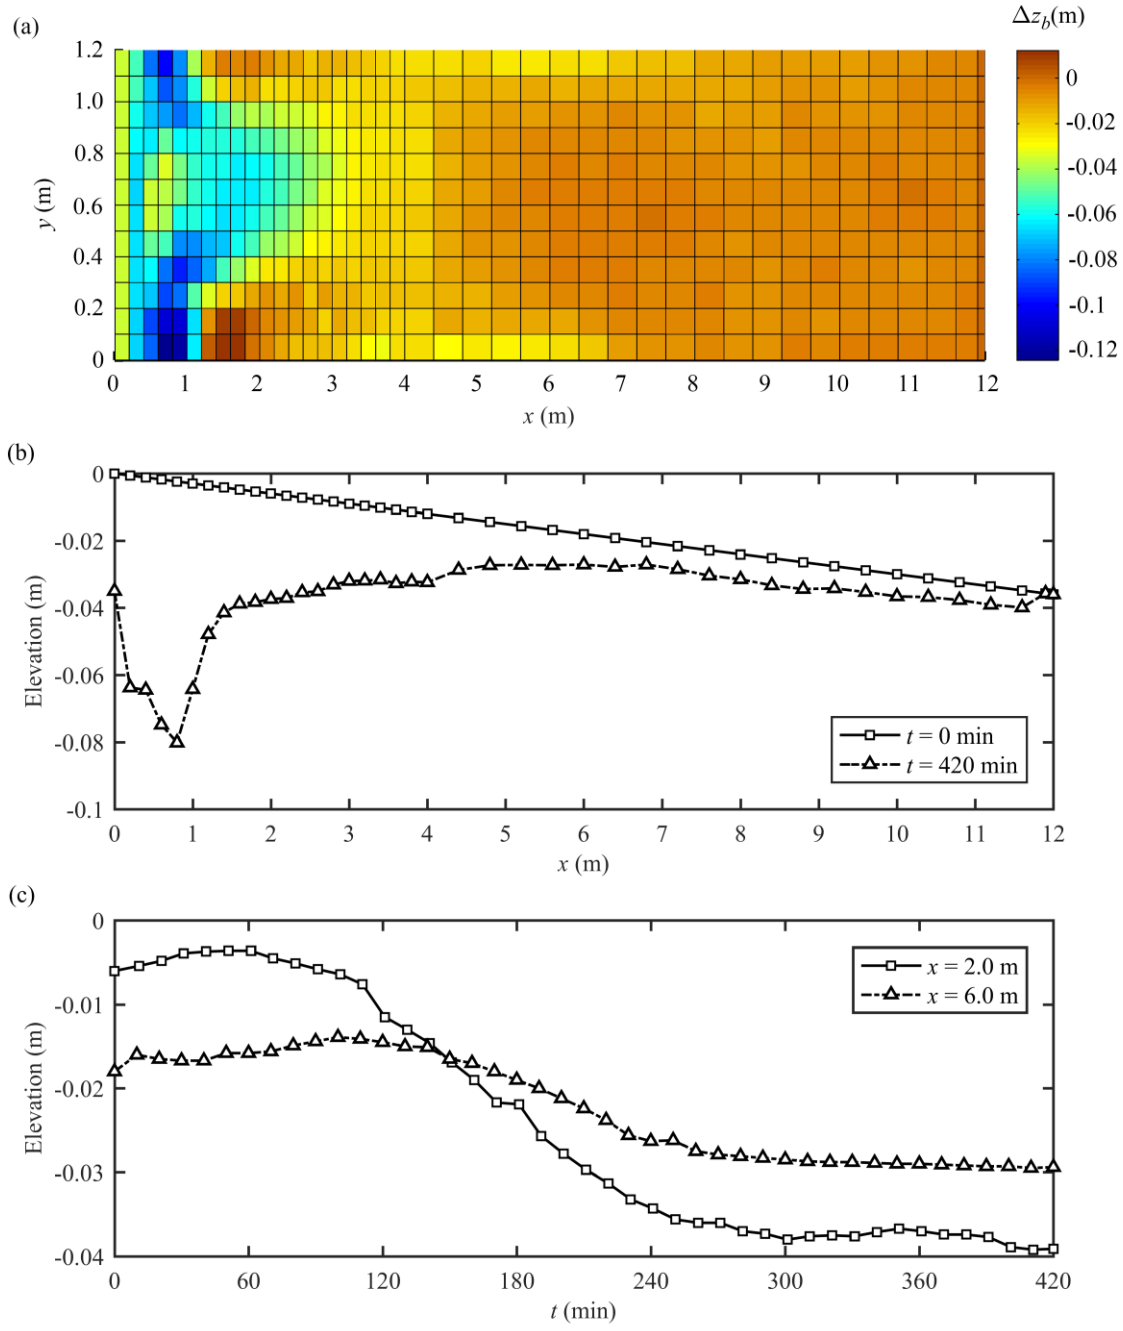 (a)
Δz_b(m)
1.2
1.0
0.8
0.6
0.4
0.2
0
y (m)
0 1 2 3 4 5 6 7 8 9 10 11 12
x (m)
0
-0.02
-0.04
-0.06
-0.08
-0.1
-0.12
(b)
0
-0.02
-0.04
-0.06
-0.08
-0.1
Elevation (m)
t = 0 min
t = 420 min
0 1 2 3 4 5 6 7 8 9 10 11 12
x (m)
(c)
0
-0.01
-0.02
-0.03
-0.04
Elevation (m)
x = 2.0 m
x = 6.0 m
0 60 120 180 240 300 360 420
t (min)